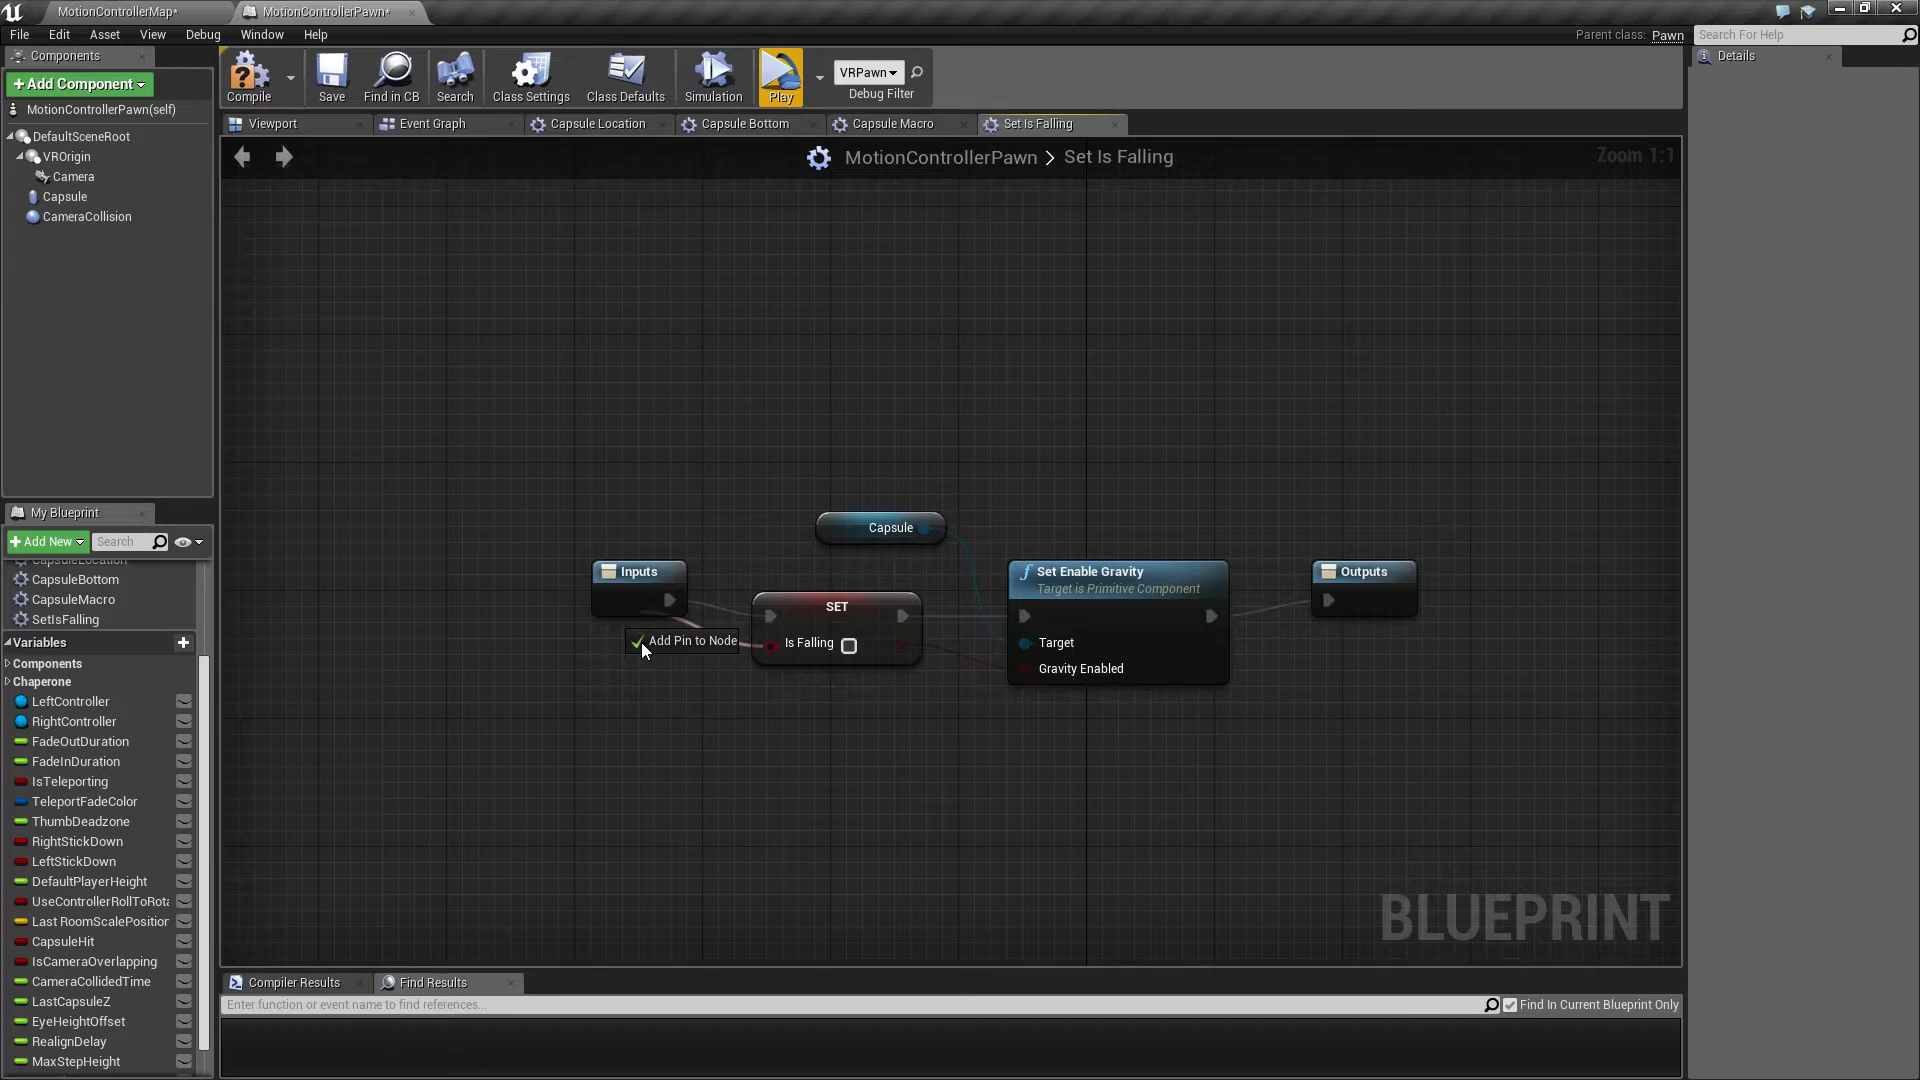 MotionControllerMap*
MotionControllerPawn*
File
Edit
Asset
View
Debug
Window
Help
Parent class: Pawn
Search For Help
Components
Add Component
MotionControllerPawn(self)
DefaultSceneRoot
VROrigin
Camera
Capsule
CameraCollision
Compile
Save
Find in CB
Search
Class Settings
Class Defaults
Simulation
Play
VRPawn
Debug Filter
Details
Viewport
Event Graph
Capsule Location
Capsule Bottom
Capsule Macro
Set Is Falling
MotionControllerPawn > Set Is Falling
Zoom 1:1
Capsule
Inputs
Add Pin to Node
SET
Is Falling
Set Enable Gravity
Target is Primitive Component
Target
Gravity Enabled
Outputs
BLUEPRINT
My Blueprint
Add New
Search
CapsuleLocation
CapsuleBottom
CapsuleMacro
SetIsFalling
Variables
Components
Chaperone
LeftController
RightController
FadeOutDuration
FadeInDuration
IsTeleporting
TeleportFadeColor
ThumbDeadzone
RightStickDown
LeftStickDown
DefaultPlayerHeight
UseControllerRollToRota
Last RoomScalePosition
CapsuleHit
IsCameraOverlapping
CameraCollidedTime
LastCapsuleZ
EyeHeightOffset
RealignDelay
MaxStepHeight
Compiler Results
Find Results
Enter function or event name to find references...
Find In Current Blueprint Only